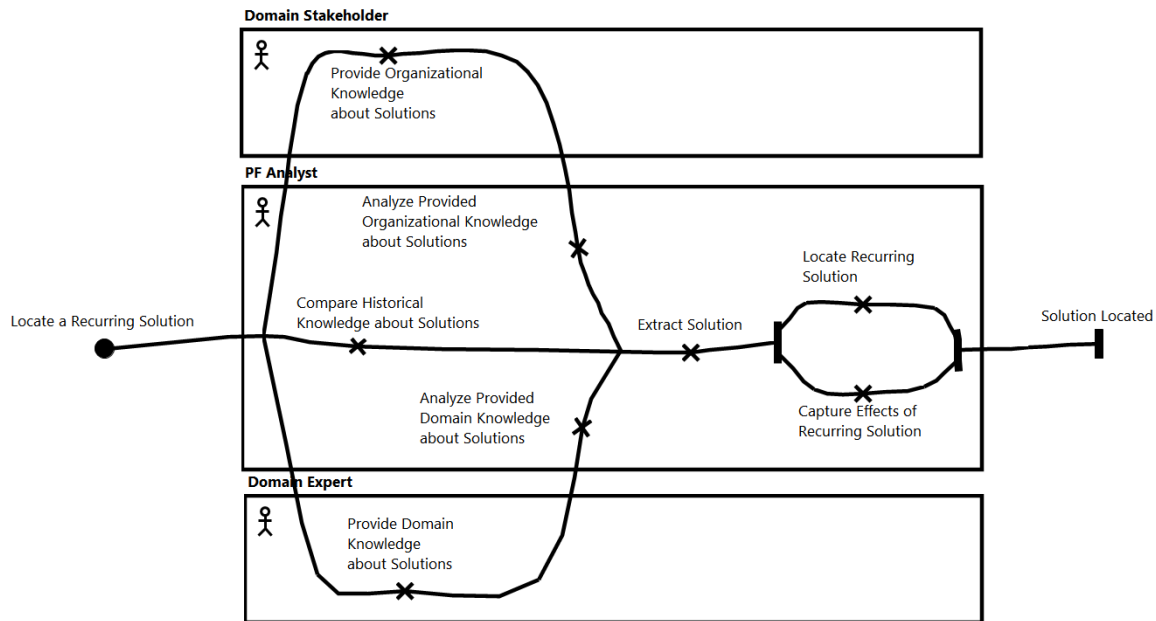 Domain Stakeholder
Provide Organizational
Knowledge
about Solutions
PF Analyst
Analyze Provided
Organizational Knowledge
about Solutions
Locate Recurring
Solution
Compare Historical
Knowledge about Solutions
Locate a Recurring Solution
Extract Solution
Solution Located
Analyze Provided
Domain Knowledge
about Solutions
Capture Effects of
Recurring Solution
Domain Expert
Provide Domain
Knowledge
about Solutions